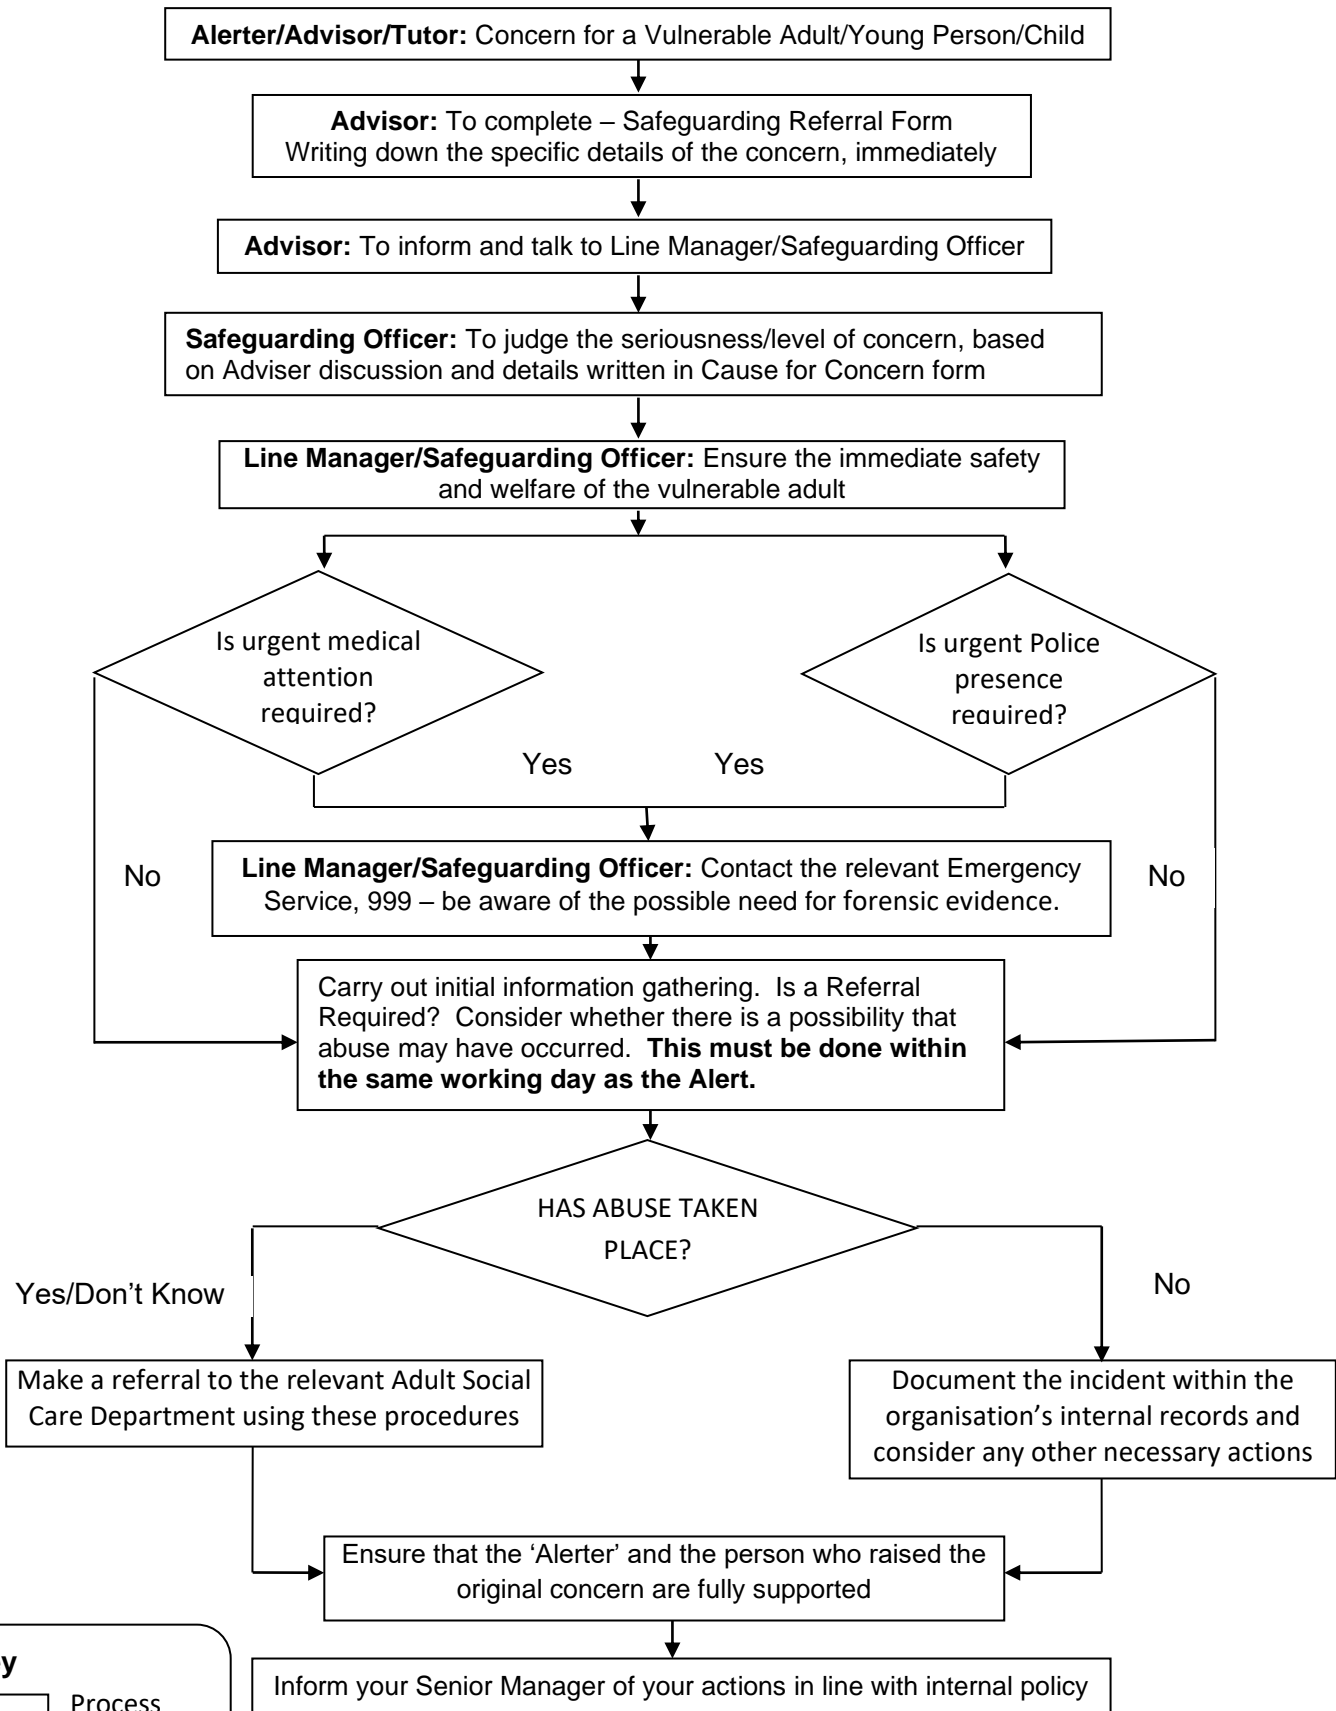 Alerter/Advisor/Tutor: Concern for a Vulnerable Adult/Young Person/Child
Advisor: To complete – Safeguarding Referral Form
Writing down the specific details of the concern, immediately
Advisor: To inform and talk to Line Manager/Safeguarding Officer
Safeguarding Officer: To judge the seriousness/level of concern, based
on Adviser discussion and details written in Cause for Concern form
Line Manager/Safeguarding Officer: Ensure the immediate safety
and welfare of the vulnerable adult
Is urgent medical
attention
required?
Is urgent Police
presence
required?
Yes
Yes
No
Line Manager/Safeguarding Officer: Contact the relevant Emergency
Service, 999 – be aware of the possible need for forensic evidence.
No
Carry out initial information gathering. Is a Referral
Required? Consider whether there is a possibility that
abuse may have occurred. This must be done within
the same working day as the Alert.
HAS ABUSE TAKEN
PLACE?
Yes/Don't Know
No
Make a referral to the relevant Adult Social
Care Department using these procedures
Document the incident within the
organisation's internal records and
consider any other necessary actions
Ensure that the 'Alerter' and the person who raised the
original concern are fully supported
Inform your Senior Manager of your actions in line with internal policy
Process